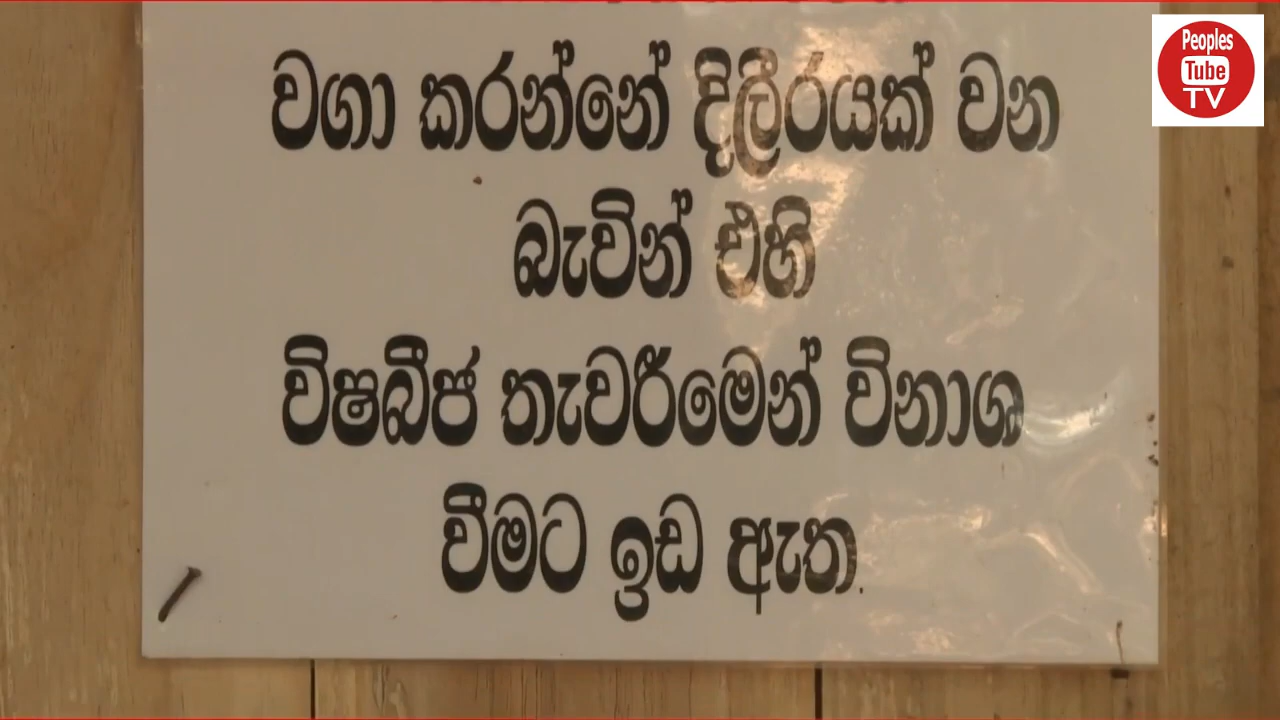 වගා කරන්නේ දිලීරයක් වන
බැවින් එහි
විෂබීජ තැවරීමෙන් විනාශ
වීමට ඉඩ ඇත.
Peoples
Tube
TV